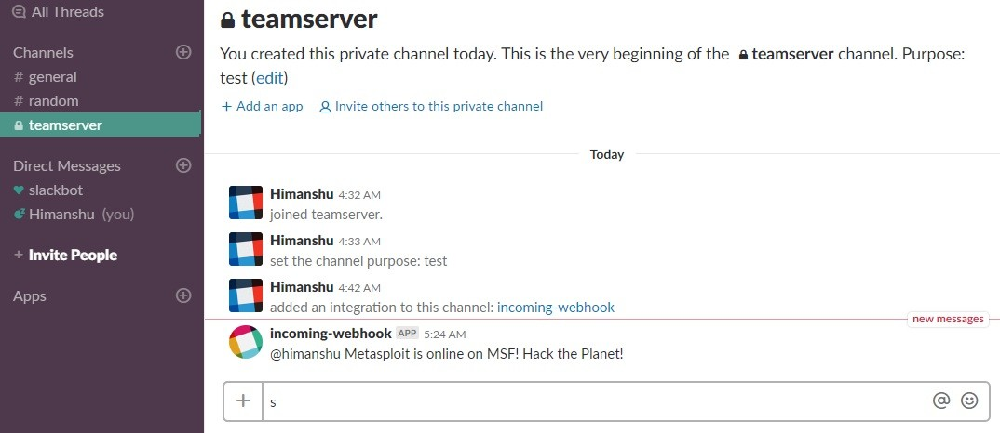 All Threads
Channels
# general
# random
teamserver
Direct Messages
slackbot
Himanshu (you)
+ Invite People
Apps
teamserver
You created this private channel today. This is the very beginning of the teamserver channel. Purpose:
test (edit)
+ Add an app Invite others to this private channel
Today
Himanshu 4:32 AM
joined teamserver.
Himanshu 4:33 AM
set the channel purpose: test
Himanshu 4:42 AM
added an integration to this channel: incoming-webhook
new messages
incoming-webhook APP 5:24 AM
@himanshu Metasploit is online on MSF! Hack the Planet!
+ s @